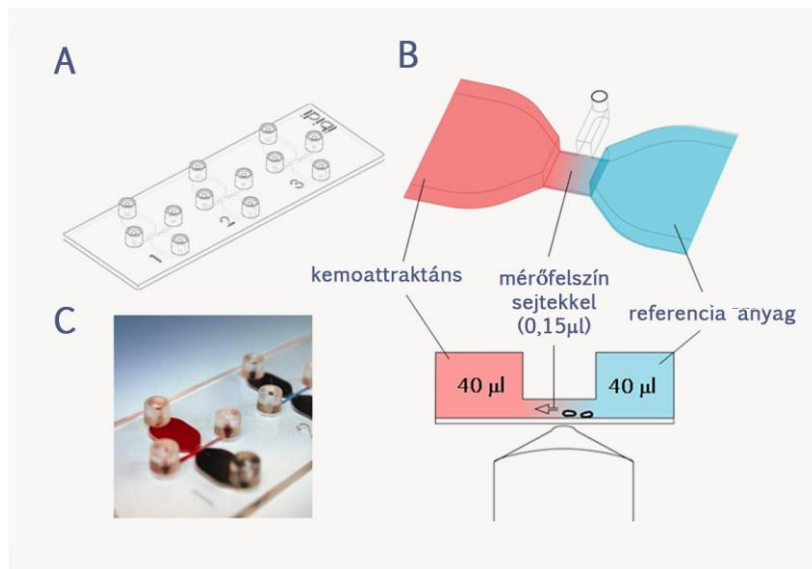 A
ibidi
1
2
3
B
kemoattraktáns
mérőfelszín
sejtekkel
(0,15µl)
referencia anyag
40 µl
40 µl
C